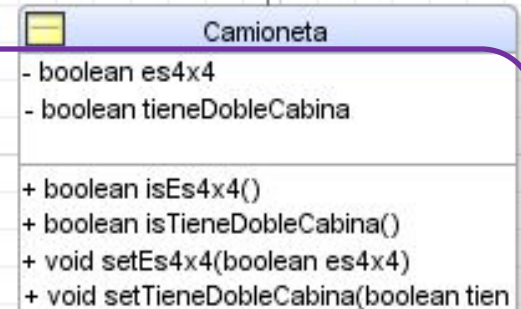 Camioneta
- boolean es4x4
- boolean tieneDobleCabina
+ boolean isEs4x4()
+ boolean isTieneDobleCabina()
+ void setEs4x4(boolean es4x4)
+ void setTieneDobleCabina(boolean tien